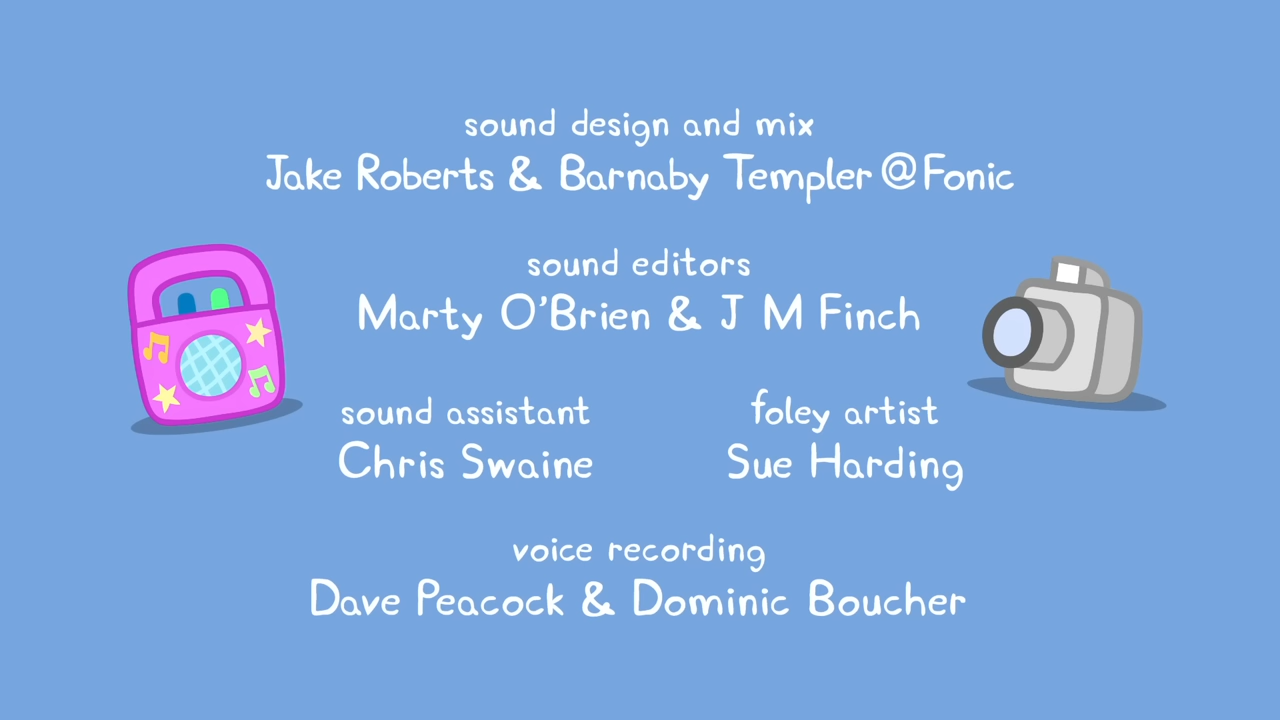 sound design and mix
Jake Roberts & Barnaby Templer @ Fonic
sound editors
Marty O'Brien & J M Finch
sound assistant
Chris Swaine
foley artist
Sue Harding
voice recording
Dave Peacock & Dominic Boucher